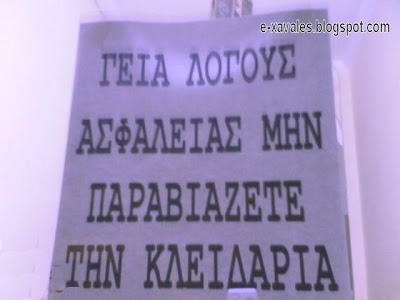 e-xavales.blogspot.com
ΓΕΙΑ ΛΟΓΟΥΣ
ΑΣΦΑΛΕΙΑΣ ΜΗΝ
ΠΑΡΑΒΙΑΖΕΤΕ
ΤΗΝ ΚΛΕΙΔΑΡΙΑ